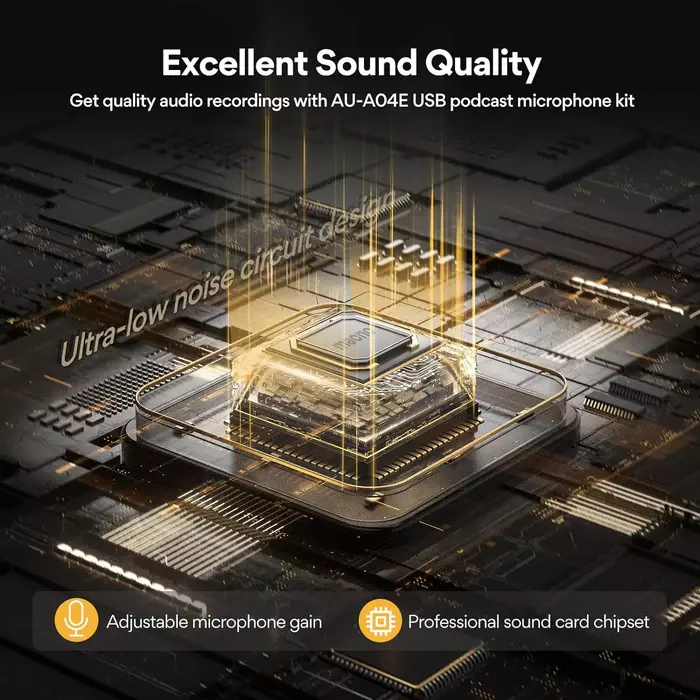 Excellent Sound Quality
Get quality audio recordings with AU-A04E USB podcast microphone kit
Ultra-low noise circuit design
maono
Adjustable microphone gain
Professional sound card chipset